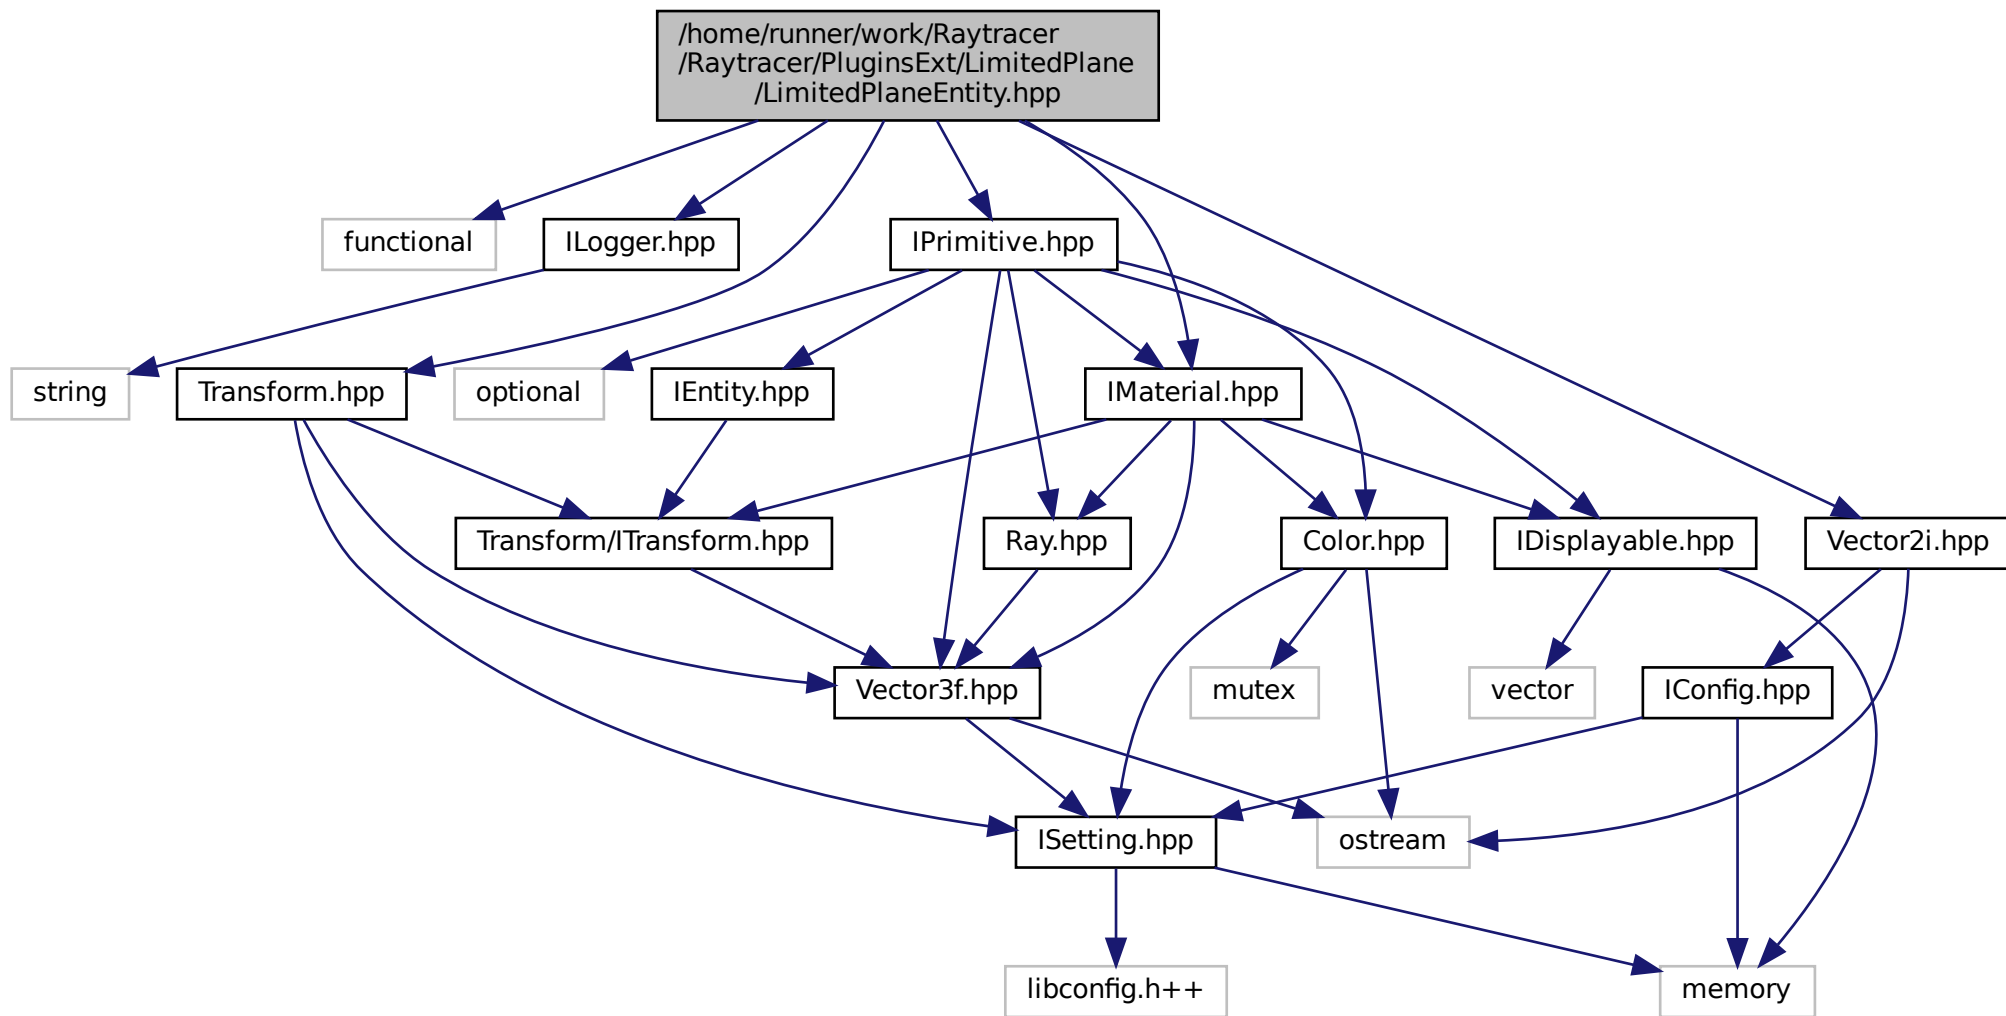 /home/runner/work/Raytracer
/Raytracer/PluginsExt/LimitedPlane
/LimitedPlaneEntity.hpp
functional
ILogger.hpp
IPrimitive.hpp
string
Transform.hpp
optional
IEntity.hpp
IMaterial.hpp
Transform/ITransform.hpp
Ray.hpp
Color.hpp
IDisplayable.hpp
Vector2i.hpp
Vector3f.hpp
mutex
vector
IConfig.hpp
ISetting.hpp
ostream
libconfig.h++
memory